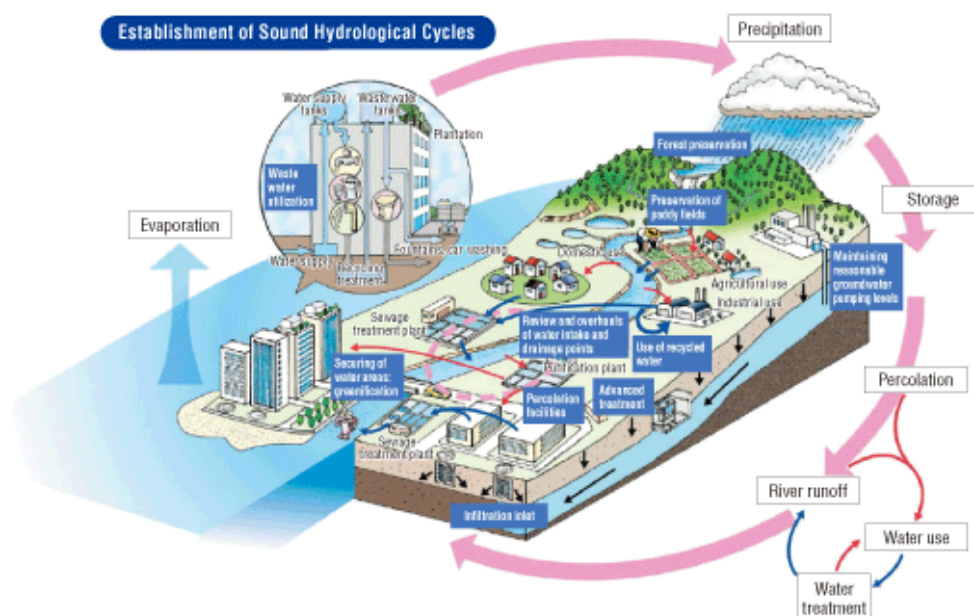 Establishment of Sound Hydrological Cycles
Precipitation
Water supply
tanks
Wastewater
tanks
Plantation
Waste
water
utilization
Fountains, car washing
Water supply
Recycling
treatment
Evaporation
Forest preservation
Preservation of
paddy fields
Storage
Domestic use
Agricultural use
Industrial use
Maintaining
reasonable
groundwater
pumping levels
Sewage
treatment plant
Review and overhauls
of water intake and
drainage points
Use of recycled
water
Securing of
water areas:
greenification
Purification plant
Percolation
Percolation
facilities
Advanced
treatment
Sewage
treatment plant
Infiltration inlet
River runoff
Water use
Water
treatment